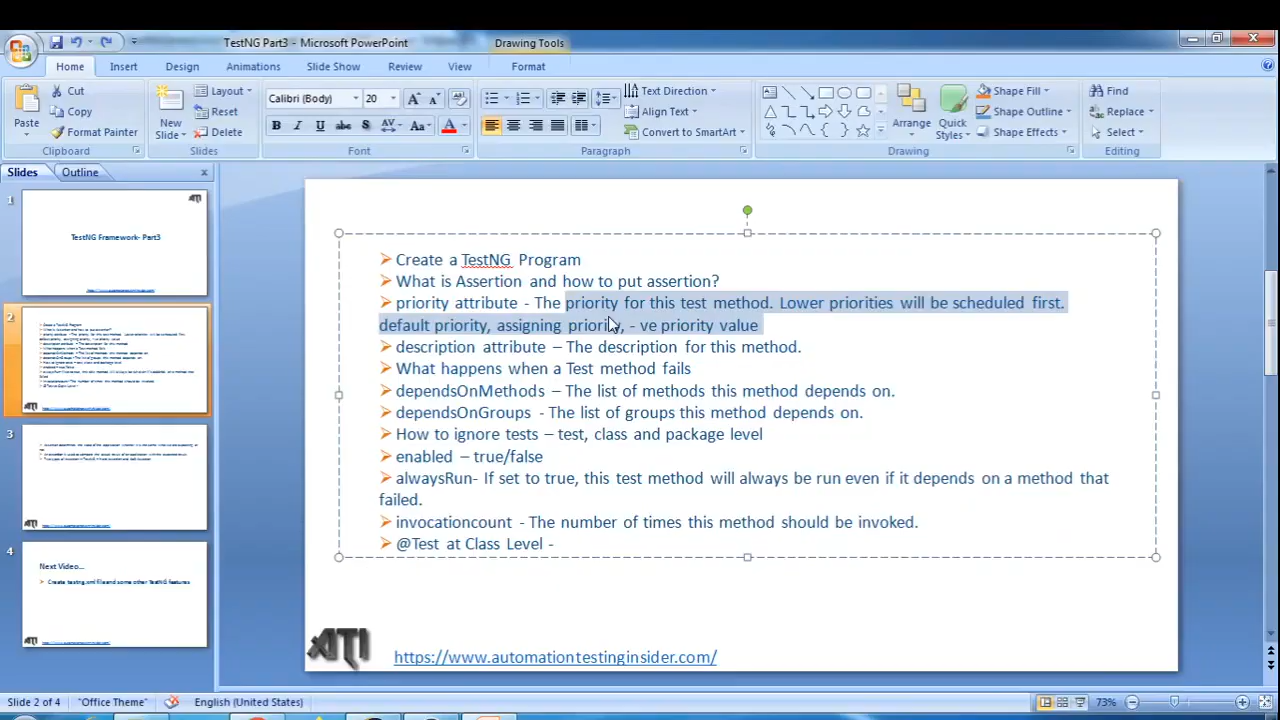 TestNG Part3 - Microsoft PowerPoint
Drawing Tools
Home
Insert
Design
Animations
Slide Show
Review
View
Format
Paste
Cut
Copy
Format Painter
Clipboard
New
Slide
Layout
Reset
Delete
Slides
Calibri (Body)
20
Font
Text Direction
Align Text
Convert to SmartArt
Paragraph
Arrange
Quick
Styles
Shape Fill
Shape Outline
Shape Effects
Drawing
Find
Replace
Select
Editing
Slides
Outline
1
ATI
TestNG Framework- Part3
2
ATI
3
ATI
4
Next Video...
Create testng.xml file and some other TestNG features
ATI
Create a TestNG Program
What is Assertion and how to put assertion?
priority attribute - The priority for this test method. Lower priorities will be scheduled first.
default priority, assigning priority, - ve priority value
description attribute – The description for this method.
What happens when a Test method fails
dependsOnMethods – The list of methods this method depends on.
dependsOnGroups - The list of groups this method depends on.
How to ignore tests – test, class and package level
enabled – true/false
alwaysRun- If set to true, this test method will always be run even if it depends on a method that
failed.
invocationcount - The number of times this method should be invoked.
@Test at Class Level -
ATI
https://www.automationtestinginsider.com/
Slide 2 of 4
"Office Theme"
English (United States)
73%